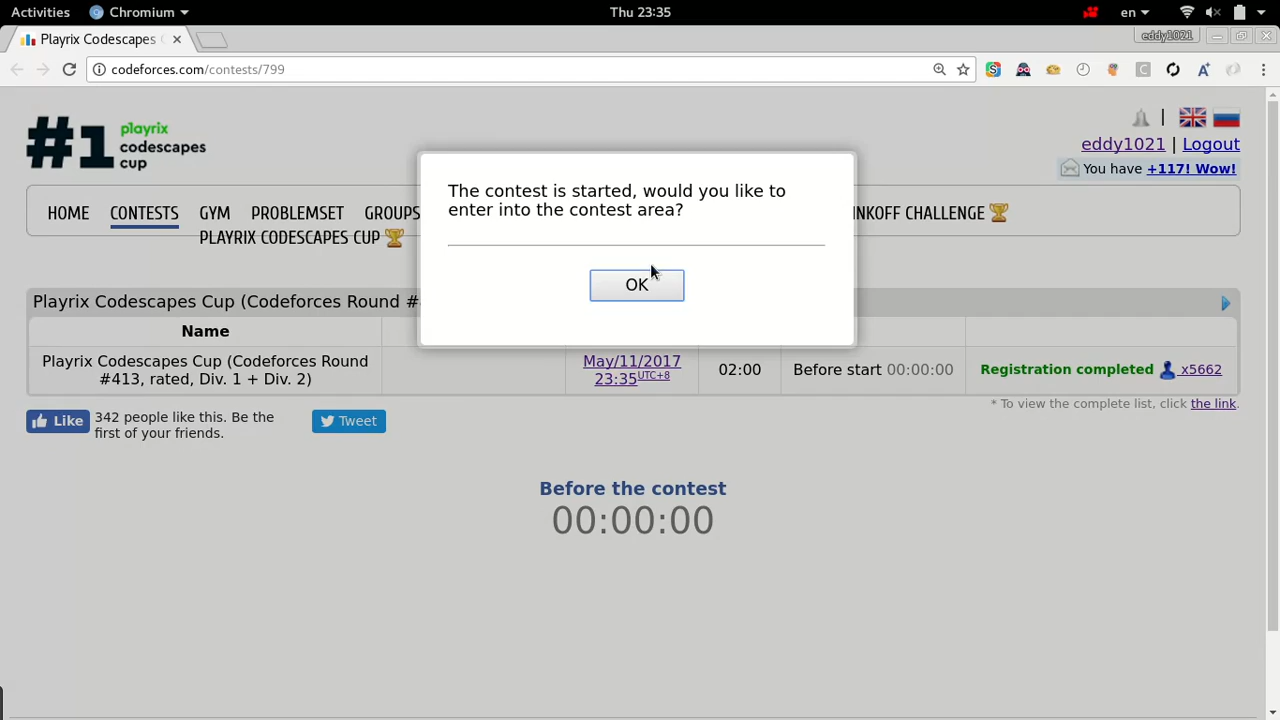 Activities Chromium Thu 23:35 en
Playrix Codescapes eddy1021
codeforces.com/contests/799
#1 playrix codescapes cup
eddy1021 | Logout
You have +117! Wow!
The contest is started, would you like to
enter into the contest area?
OK
HOME CONTESTS GYM PROBLEMSET GROUPS INKOFF CHALLENGE
PLAYRIX CODESCAPES CUP
Playrix Codescapes Cup (Codeforces Round #
Name
Playrix Codescapes Cup (Codeforces Round
#413, rated, Div. 1 + Div. 2)
May/11/2017
23:35 UTC+8
02:00
Before start 00:00:00
Registration completed x5662
* To view the complete list, click the link.
Like 342 people like this. Be the
first of your friends.
Tweet
Before the contest
00:00:00